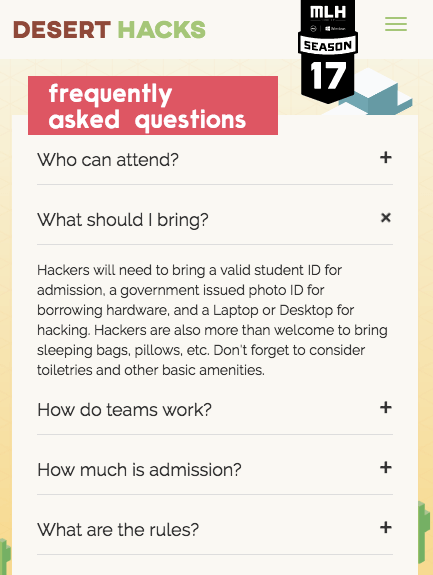 DESERT HACKS
MLH
SEASON
17
frequently
asked questions
Who can attend? +
What should I bring? ×
Hackers will need to bring a valid student ID for
admission, a government issued photo ID for
borrowing hardware, and a Laptop or Desktop for
hacking. Hackers are also more than welcome to bring
sleeping bags, pillows, etc. Don't forget to consider
toiletries and other basic amenities.
How do teams work? +
How much is admission? +
What are the rules? +